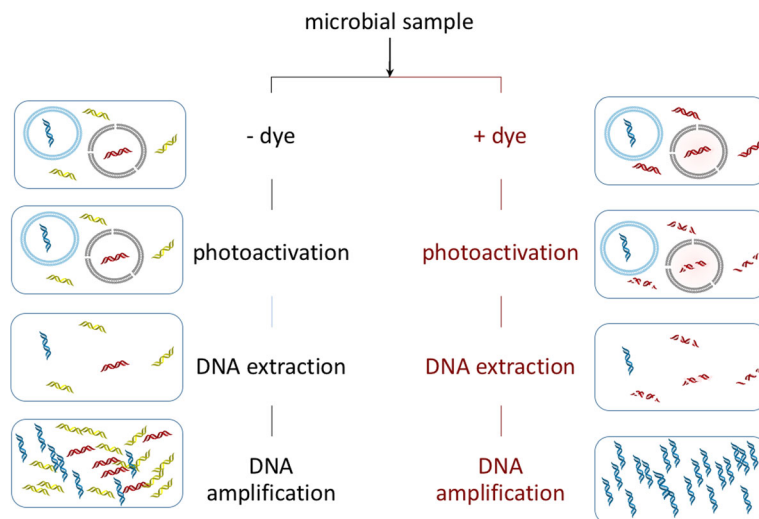 microbial sample
- dye
+ dye
photoactivation
photoactivation
DNA extraction
DNA extraction
DNA
amplification
DNA
amplification